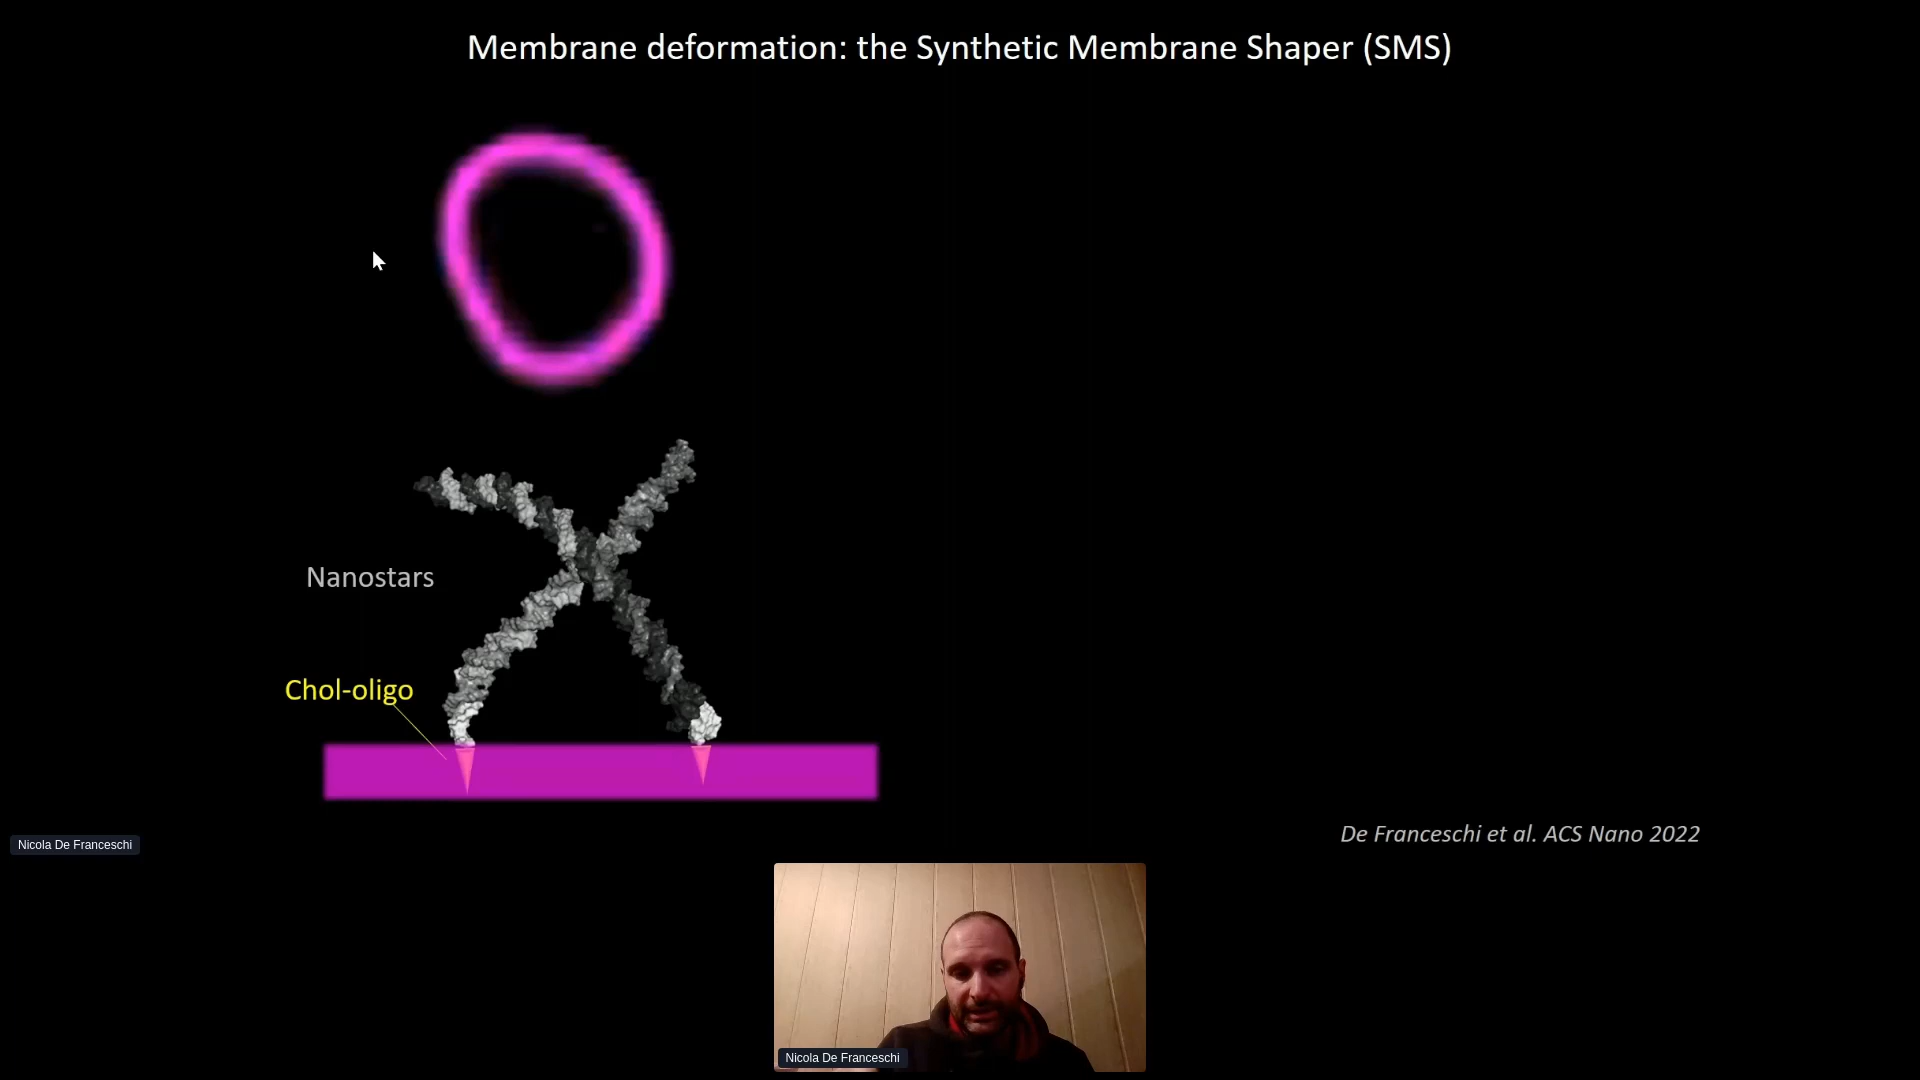 Membrane deformation: the Synthetic Membrane Shaper (SMS)
Nanostars
Chol-oligo
De Franceschi et al. ACS Nano 2022
Nicola De Franceschi
Nicola De Franceschi